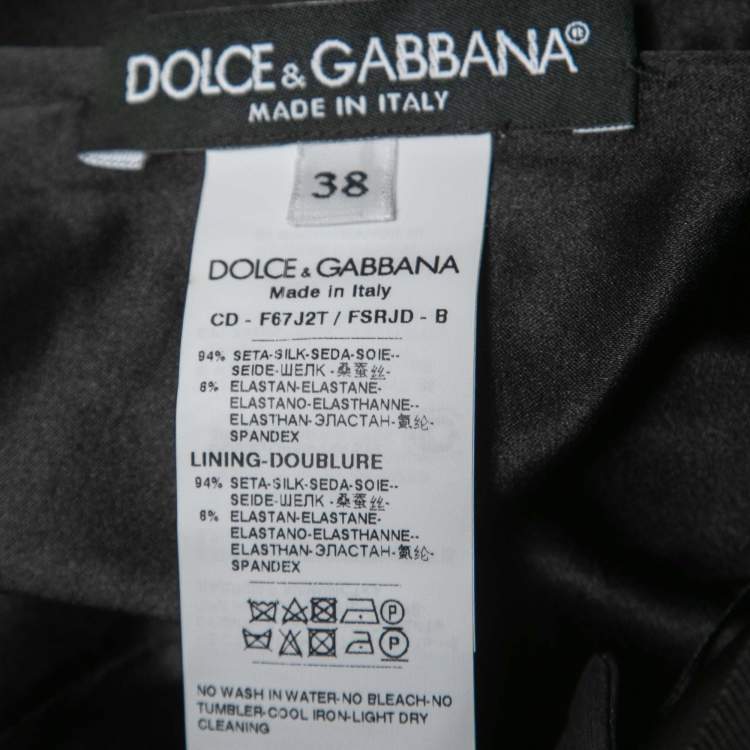 DOLCE & GABBANA®
MADE IN ITALY
38
DOLCE & GABBANA
Made in Italy
CD - F67J2T / FSRJD - B
94% SETA-SILK-SEDA-SOIE--
SEIDE-ШЕЛК -桑蚕丝-
6% ELASTAN-ELASTANE-
ELASTANO-ELASTHANNE--
ELASTHAN-ЭЛАСТАН-氨纶-
SPANDEX
LINING-DOUBLURE
94% SETA-SILK-SEDA-SOIE--
SEIDE-ШЕЛК -桑蚕丝-
6% ELASTAN-ELASTANE-
ELASTANO-ELASTHANNE--
ELASTHAN-ЭЛАСТАН-氨纶-
SPANDEX
P
P
NO WASH IN WATER-NO BLEACH-NO
TUMBLER-COOL IRON-LIGHT DRY
CLEANING